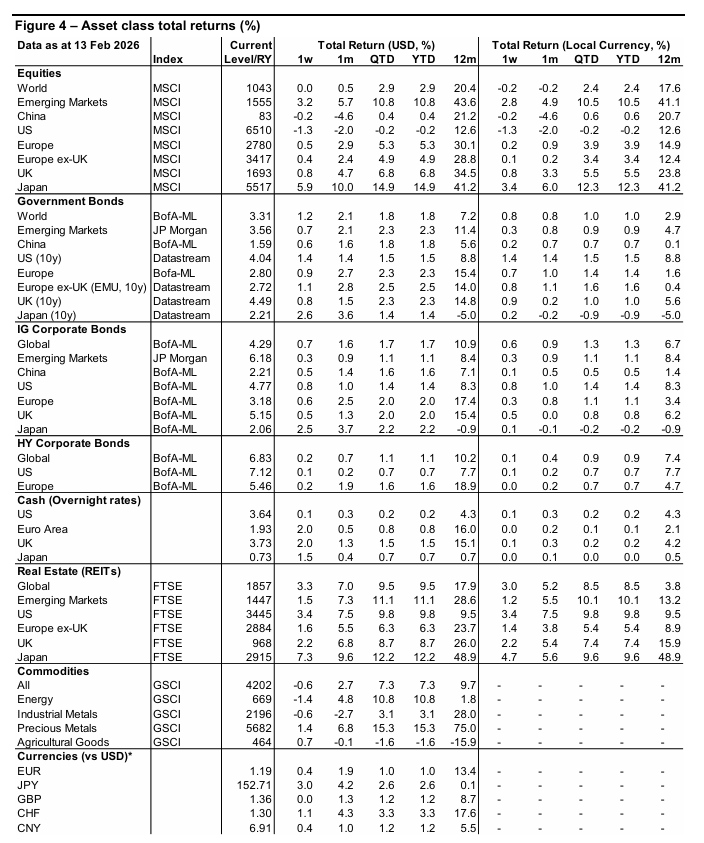 Figure 4 – Asset class total returns (%)
Data as at 13 Feb 2026 Current Total Return (USD, %) Total Return (Local Currency, %)
Index Level/RY 1w 1m QTD YTD 12m 1w 1m QTD YTD 12m
Equities
World MSCI 1043 0.0 0.5 2.9 2.9 20.4 -0.2 -0.2 2.4 2.4 17.6
Emerging Markets MSCI 1555 3.2 5.7 10.8 10.8 43.6 2.8 4.9 10.5 10.5 41.1
China MSCI 83 -0.2 -4.6 0.4 0.4 21.2 -0.2 -4.6 0.6 0.6 20.7
US MSCI 6510 -1.3 -2.0 -0.2 -0.2 12.6 -1.3 -2.0 -0.2 -0.2 12.6
Europe MSCI 2780 0.5 2.9 5.3 5.3 30.1 0.2 0.9 3.9 3.9 14.9
Europe ex-UK MSCI 3417 0.4 2.4 4.9 4.9 28.8 0.1 0.2 3.4 3.4 12.4
UK MSCI 1693 0.8 4.7 6.8 6.8 34.5 0.8 3.3 5.5 5.5 23.8
Japan MSCI 5517 5.9 10.0 14.9 14.9 41.2 3.4 6.0 12.3 12.3 41.2
Government Bonds
World BofA-ML 3.31 1.2 2.1 1.8 1.8 7.2 0.8 0.8 1.0 1.0 2.9
Emerging Markets JP Morgan 3.56 0.7 2.1 2.3 2.3 11.4 0.3 0.8 0.9 0.9 4.7
China BofA-ML 1.59 0.6 1.6 1.8 1.8 5.6 0.2 0.7 0.7 0.7 0.1
US (10y) Datastream 4.04 1.4 1.4 1.5 1.5 8.8 1.4 1.4 1.5 1.5 8.8
Europe Bofa-ML 2.80 0.9 2.7 2.3 2.3 15.4 0.7 1.0 1.4 1.4 1.6
Europe ex-UK (EMU, 10y) Datastream 2.72 1.1 2.8 2.5 2.5 14.0 0.8 1.1 1.6 1.6 0.4
UK (10y) Datastream 4.49 0.8 1.5 2.3 2.3 14.8 0.9 0.2 1.0 1.0 5.6
Japan (10y) Datastream 2.21 2.6 3.6 1.4 1.4 -5.0 0.2 -0.2 -0.9 -0.9 -5.0
IG Corporate Bonds
Global BofA-ML 4.29 0.7 1.6 1.7 1.7 10.9 0.6 0.9 1.3 1.3 6.7
Emerging Markets JP Morgan 6.18 0.3 0.9 1.1 1.1 8.4 0.3 0.9 1.1 1.1 8.4
China BofA-ML 2.21 0.5 1.4 1.6 1.6 7.1 0.1 0.5 0.5 0.5 1.4
US BofA-ML 4.77 0.8 1.0 1.4 1.4 8.3 0.8 1.0 1.4 1.4 8.3
Europe BofA-ML 3.18 0.6 2.5 2.0 2.0 17.4 0.3 0.8 1.1 1.1 3.4
UK BofA-ML 5.15 0.5 1.3 2.0 2.0 15.4 0.5 0.0 0.8 0.8 6.2
Japan BofA-ML 2.06 2.5 3.7 2.2 2.2 -0.9 0.1 -0.1 -0.2 -0.2 -0.9
HY Corporate Bonds
Global BofA-ML 6.83 0.2 0.7 1.1 1.1 10.2 0.1 0.4 0.9 0.9 7.4
US BofA-ML 7.12 0.1 0.2 0.7 0.7 7.7 0.1 0.2 0.7 0.7 7.7
Europe BofA-ML 5.46 0.2 1.9 1.6 1.6 18.9 0.0 0.2 0.7 0.7 4.7
Cash (Overnight rates)
US 3.64 0.1 0.3 0.2 0.2 4.3 0.1 0.3 0.2 0.2 4.3
Euro Area 1.93 2.0 0.5 0.8 0.8 16.0 0.0 0.2 0.1 0.1 2.1
UK 3.73 2.0 1.3 1.5 1.5 15.1 0.1 0.3 0.2 0.2 4.2
Japan 0.73 1.5 0.4 0.7 0.7 0.7 0.0 0.1 0.0 0.0 0.5
Real Estate (REITs)
Global FTSE 1857 3.3 7.0 9.5 9.5 17.9 3.0 5.2 8.5 8.5 3.8
Emerging Markets FTSE 1447 1.5 7.3 11.1 11.1 28.6 1.2 5.5 10.1 10.1 13.2
US FTSE 3445 3.4 7.5 9.8 9.8 9.5 3.4 7.5 9.8 9.8 9.5
Europe ex-UK FTSE 2884 1.6 5.5 6.3 6.3 23.7 1.4 3.8 5.4 5.4 8.9
UK FTSE 968 2.2 6.8 8.7 8.7 26.0 2.2 5.4 7.4 7.4 15.9
Japan FTSE 2915 7.3 9.6 12.2 12.2 48.9 4.7 5.6 9.6 9.6 48.9
Commodities
All GSCI 4202 -0.6 2.7 7.3 7.3 9.7 - - - - -
Energy GSCI 669 -1.4 4.8 10.8 10.8 1.8 - - - - -
Industrial Metals GSCI 2196 -0.6 -2.7 3.1 3.1 28.0 - - - - -
Precious Metals GSCI 5682 1.4 6.8 15.3 15.3 75.0 - - - - -
Agricultural Goods GSCI 464 0.7 -0.1 -1.6 -1.6 -15.9 - - - - -
Currencies (vs USD)*
EUR 1.19 0.4 1.9 1.0 1.0 13.4 - - - - -
JPY 152.71 3.0 4.2 2.6 2.6 0.1 - - - - -
GBP 1.36 0.0 1.3 1.2 1.2 8.7 - - - - -
CHF 1.30 1.1 4.3 3.3 3.3 17.6 - - - - -
CNY 6.91 0.4 1.0 1.2 1.2 5.5 - - - - -